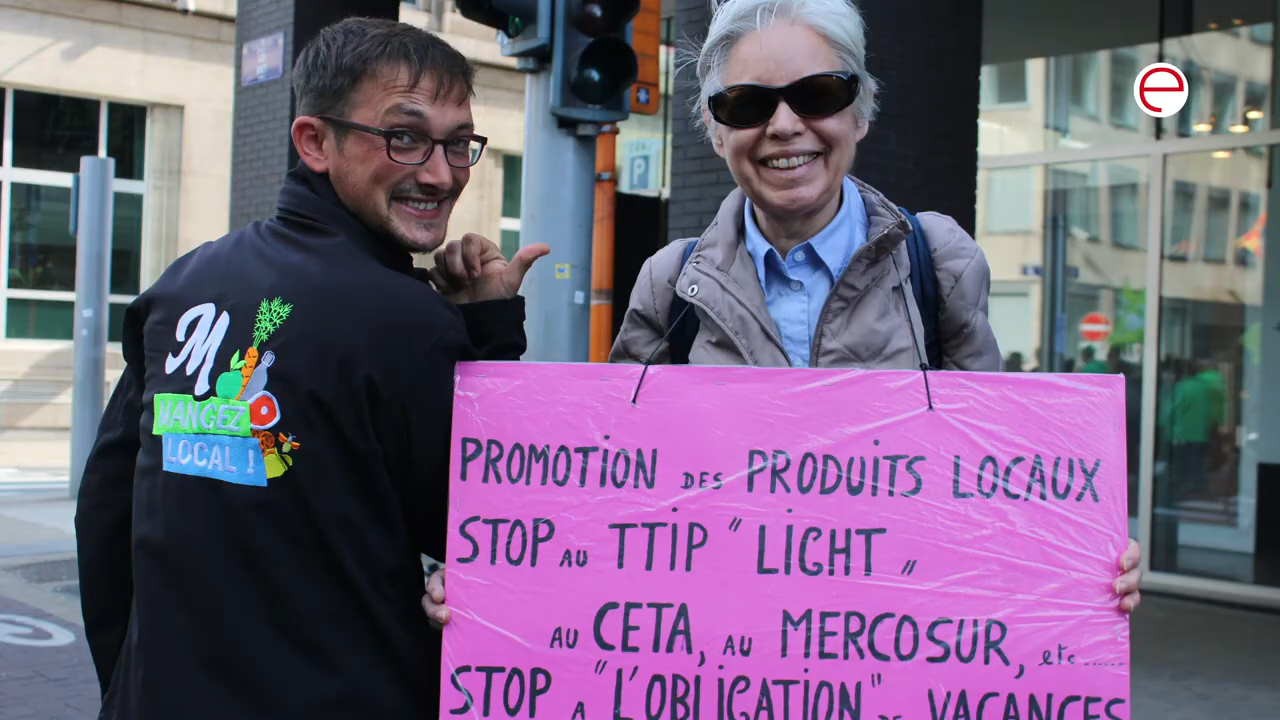 M
MANGEZ
LOCAL !
PROMOTION DES PRODUITS LOCAUX
STOP AU TTIP "LIGHT"
AU CETA, AU MERCOSUR, etc......
STOP A "L'OBLIGATION" DE VACANCES
P
e